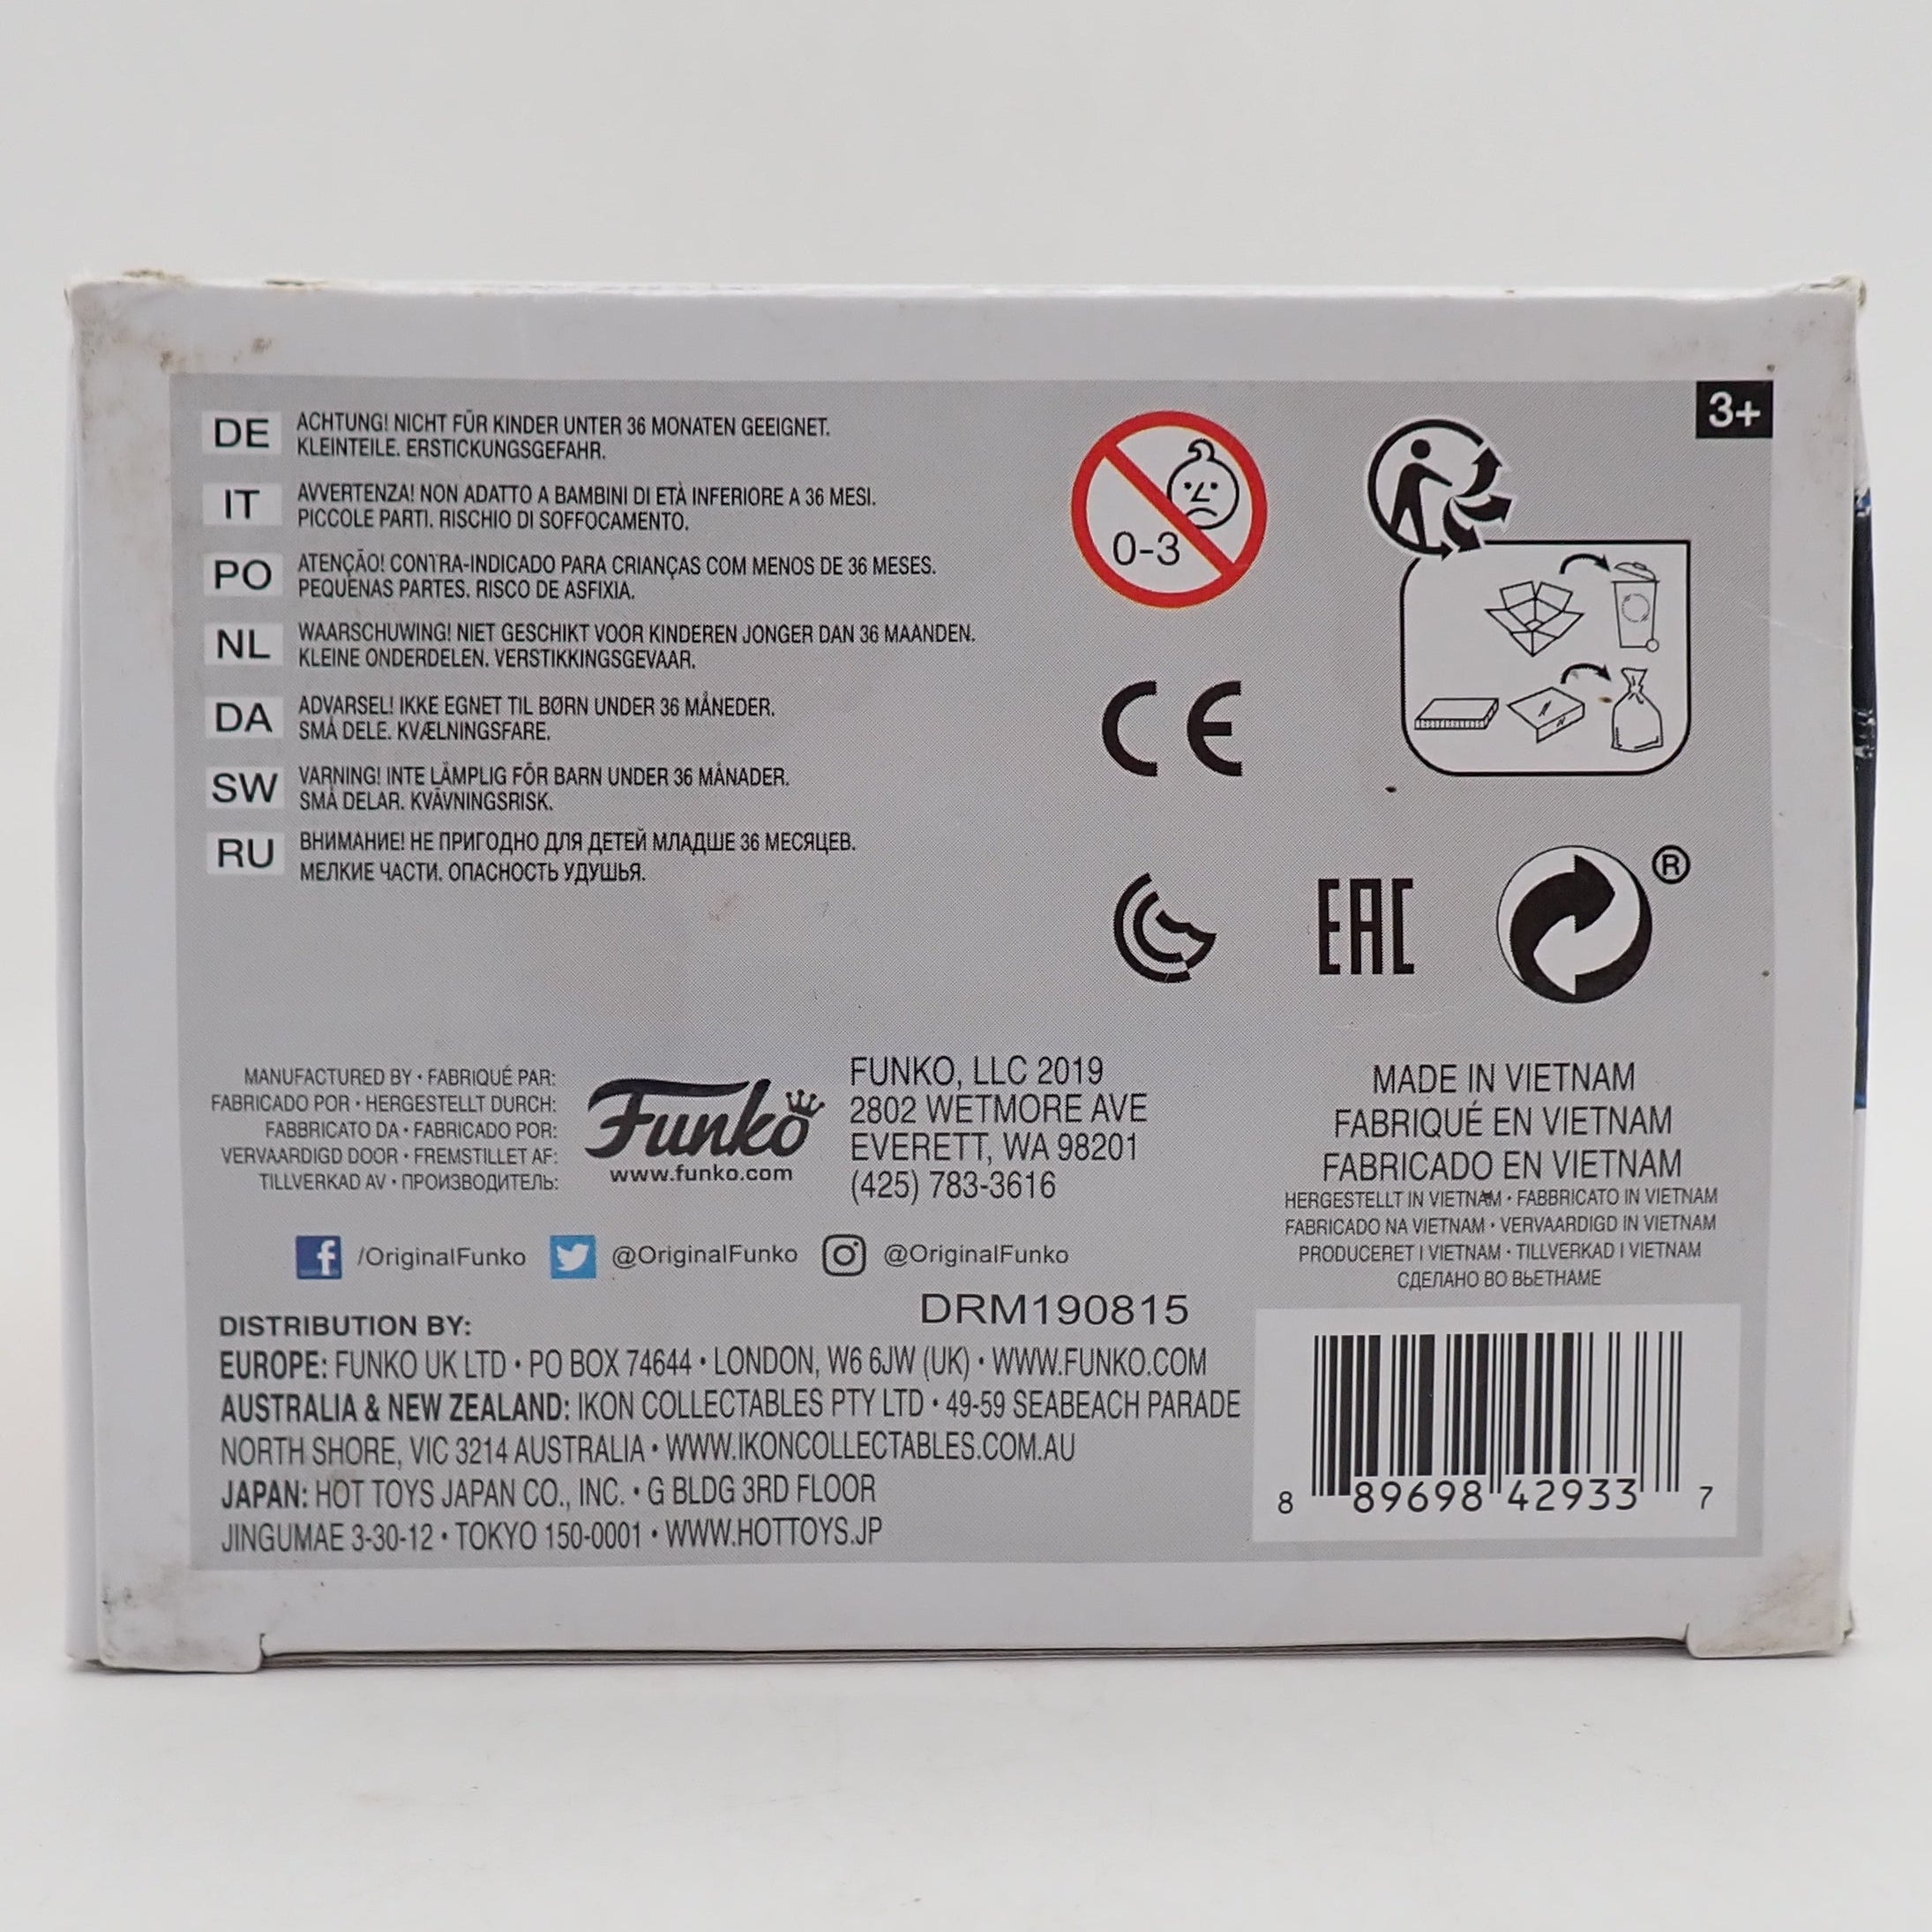 3+
DE
ACHTUNG! NICHT FÜR KINDER UNTER 36 MONATEN GEEIGNET.
KLEINTEILE. ERSTICKUNGSGEFAHR.
IT
AVVERTENZA! NON ADATTO A BAMBINI DI ETÀ INFERIORE A 36 MESI.
PICCOLE PARTI. RISCHIO DI SOFFOCAMENTO.
PO
ATENÇÃO! CONTRA-INDICADO PARA CRIANÇAS COM MENOS DE 36 MESES.
PEQUENAS PARTES. RISCO DE ASFIXIA.
NL
WAARSCHUWING! NIET GESCHIKT VOOR KINDEREN JONGER DAN 36 MAANDEN.
KLEINE ONDERDELEN. VERSTIKKINGSGEVAAR.
DA
ADVARSEL! IKKE EGNET TIL BØRN UNDER 36 MÅNEDER.
SMÅ DELE. KVÆLNINGSFARE.
SW
VARNING! INTE LÄMPLIG FÖR BARN UNDER 36 MÅNADER.
SMÅ DELAR. KVÄVNINGSRISK.
RU
ВНИМАНИЕ! НЕ ПРИГОДНО ДЛЯ ДЕТЕЙ МЛАДШЕ 36 МЕСЯЦЕВ.
МЕЛКИЕ ЧАСТИ. ОПАСНОСТЬ УДУШЬЯ.
0-3
CE
EAC
®
MANUFACTURED BY • FABRIQUÉ PAR:
FABRICADO POR • HERGESTELLT DURCH:
FABBRICATO DA • FABRICADO POR:
VERVAARDIGD DOOR • FREMSTILLET AF:
TILLVERKAD AV • ПРОИЗВОДИТЕЛЬ:
Funko
www.funko.com
FUNKO, LLC 2019
2802 WETMORE AVE
EVERETT, WA 98201
(425) 783-3616
MADE IN VIETNAM
FABRIQUÉ EN VIETNAM
FABRICADO EN VIETNAM
HERGESTELLT IN VIETNAM • FABBRICATO IN VIETNAM
FABRICADO NA VIETNAM • VERVAARDIGD IN VIETNAM
PRODUCERET I VIETNAM • TILLVERKAD I VIETNAM
СДЕЛАНО ВО ВЬЕТНАМЕ
/OriginalFunko @OriginalFunko @OriginalFunko
DRM190815
DISTRIBUTION BY:
EUROPE: FUNKO UK LTD • PO BOX 74644 • LONDON, W6 6JW (UK) • WWW.FUNKO.COM
AUSTRALIA & NEW ZEALAND: IKON COLLECTABLES PTY LTD • 49-59 SEABEACH PARADE
NORTH SHORE, VIC 3214 AUSTRALIA • WWW.IKONCOLLECTABLES.COM.AU
JAPAN: HOT TOYS JAPAN CO., INC. • G BLDG 3RD FLOOR
JINGUMAE 3-30-12 • TOKYO 150-0001 • WWW.HOTTOYS.JP
8 89698 42933 7